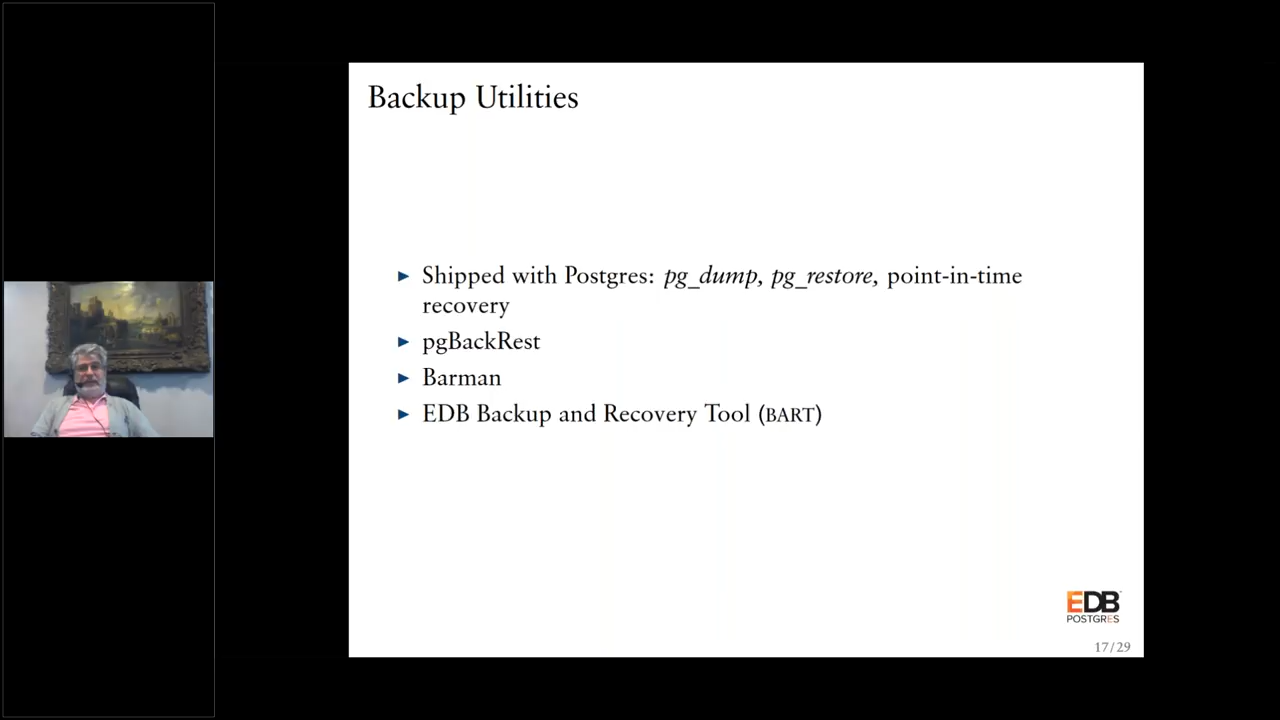 Backup Utilities
► Shipped with Postgres: pg_dump, pg_restore, point-in-time
recovery
► pgBackRest
► Barman
► EDB Backup and Recovery Tool (BART)
EDB
POSTGRES
17/29